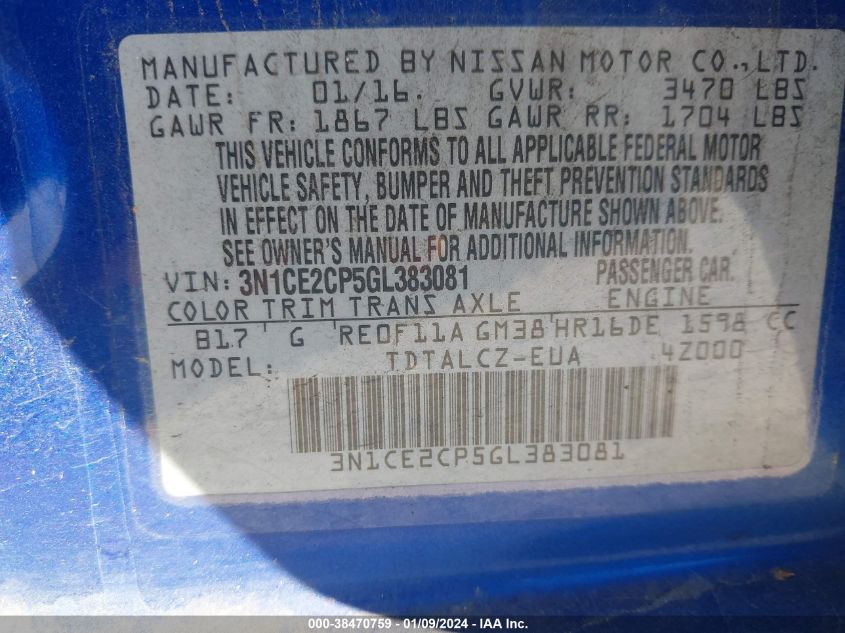 MANUFACTURED BY NISSAN MOTOR CO.,LTD.
DATE: 01/16. GVWR: 3470 LBS
GAWR FR: 1867 LBS GAWR RR: 1704 LBS
THIS VEHICLE CONFORMS TO ALL APPLICABLE FEDERAL MOTOR
VEHICLE SAFETY, BUMPER AND THEFT PREVENTION STANDARDS
IN EFFECT ON THE DATE OF MANUFACTURE SHOWN ABOVE.
SEE OWNER'S MANUAL FOR ADDITIONAL INFORMATION.
VIN: 3N1CE2CP5GL383081 PASSENGER CAR.
COLOR TRIM TRANS AXLE ENGINE
B17 G RE0F11A GM38 HR16DE 1598 CC
MODEL: TDTALCZ-EUA 4Z000
3N1CE2CP5GL383081
000-38470759 - 01/09/2024 - IAA Inc.